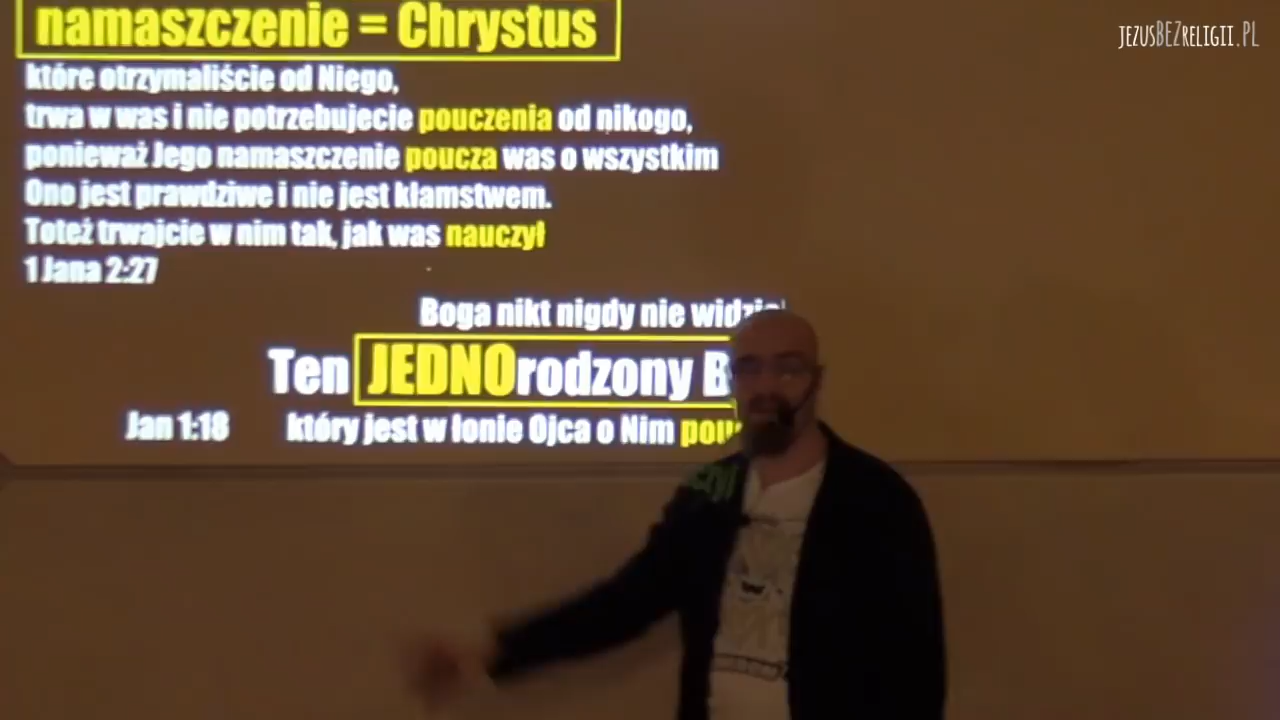 namaszczenie = Chrystus
jezusBEZreligii.PL
które otrzymaliście od Niego,
trwa w was i nie potrzebujecie pouczenia od nikogo,
ponieważ Jego namaszczenie poucza was o wszystkim
Ono jest prawdziwe i nie jest kłamstwem.
Toteż trwajcie w nim tak, jak was nauczył
1 Jana 2:27
Boga nikt nigdy nie
Ten JEDNOrodzony
Jan 1:18 który jest w łonie Ojca o Nim